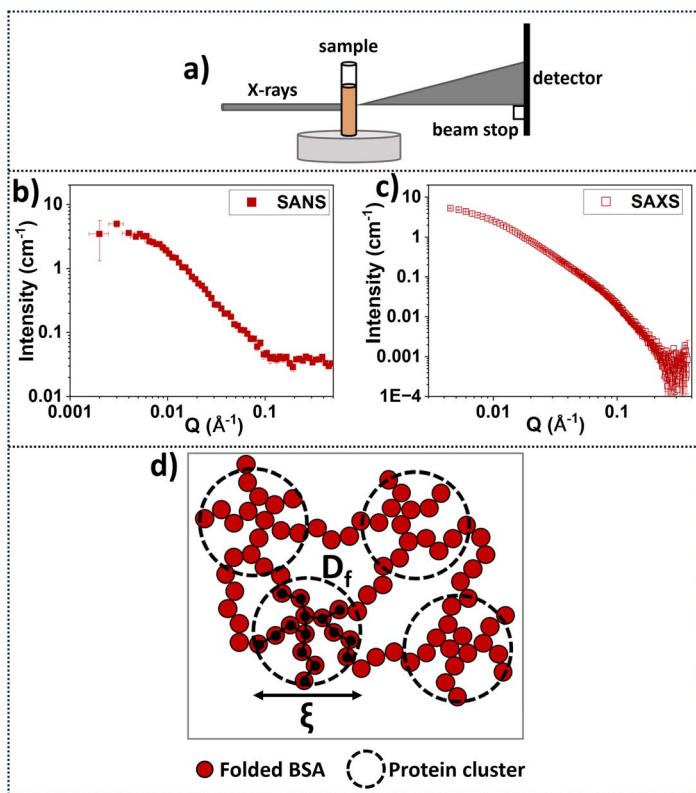 a)
sample
X-rays
detector
beam stop
b)
SANS
Intensity (cm⁻¹)
10
1
0.1
0.01
0.001
0.01
0.1
Q (Å⁻¹)
c)
SAXS
Intensity (cm⁻¹)
10
1
0.1
0.01
0.001
1E−4
0.01
0.1
Q (Å⁻¹)
d)
D_f
ξ
Folded BSA
Protein cluster